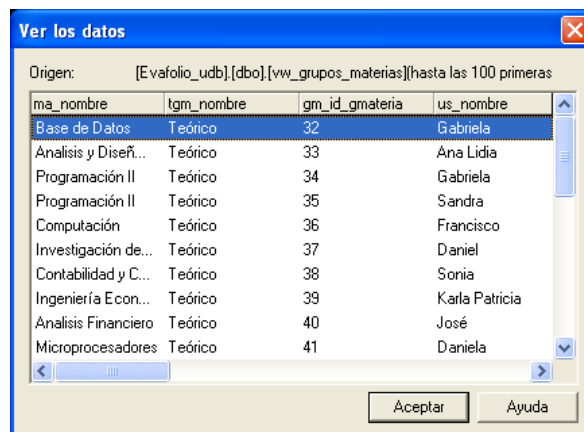 Ver los datos
Origen: [Evafolio_udb].[dbo].[vw_grupos_materias](hasta las 100 primeras
ma_nombre tgm_nombre gm_id_gmateria us_nombre
Base de Datos Teórico 32 Gabriela
Analisis y Diseñ... Teórico 33 Ana Lidia
Programación II Teórico 34 Gabriela
Programación II Teórico 35 Sandra
Computación Teórico 36 Francisco
Investigación de... Teórico 37 Daniel
Contabilidad y C... Teórico 38 Sonia
Ingeniería Econ... Teórico 39 Karla Patricia
Analisis Financiero Teórico 40 José
Microprocesadores Teórico 41 Daniela
Aceptar Ayuda